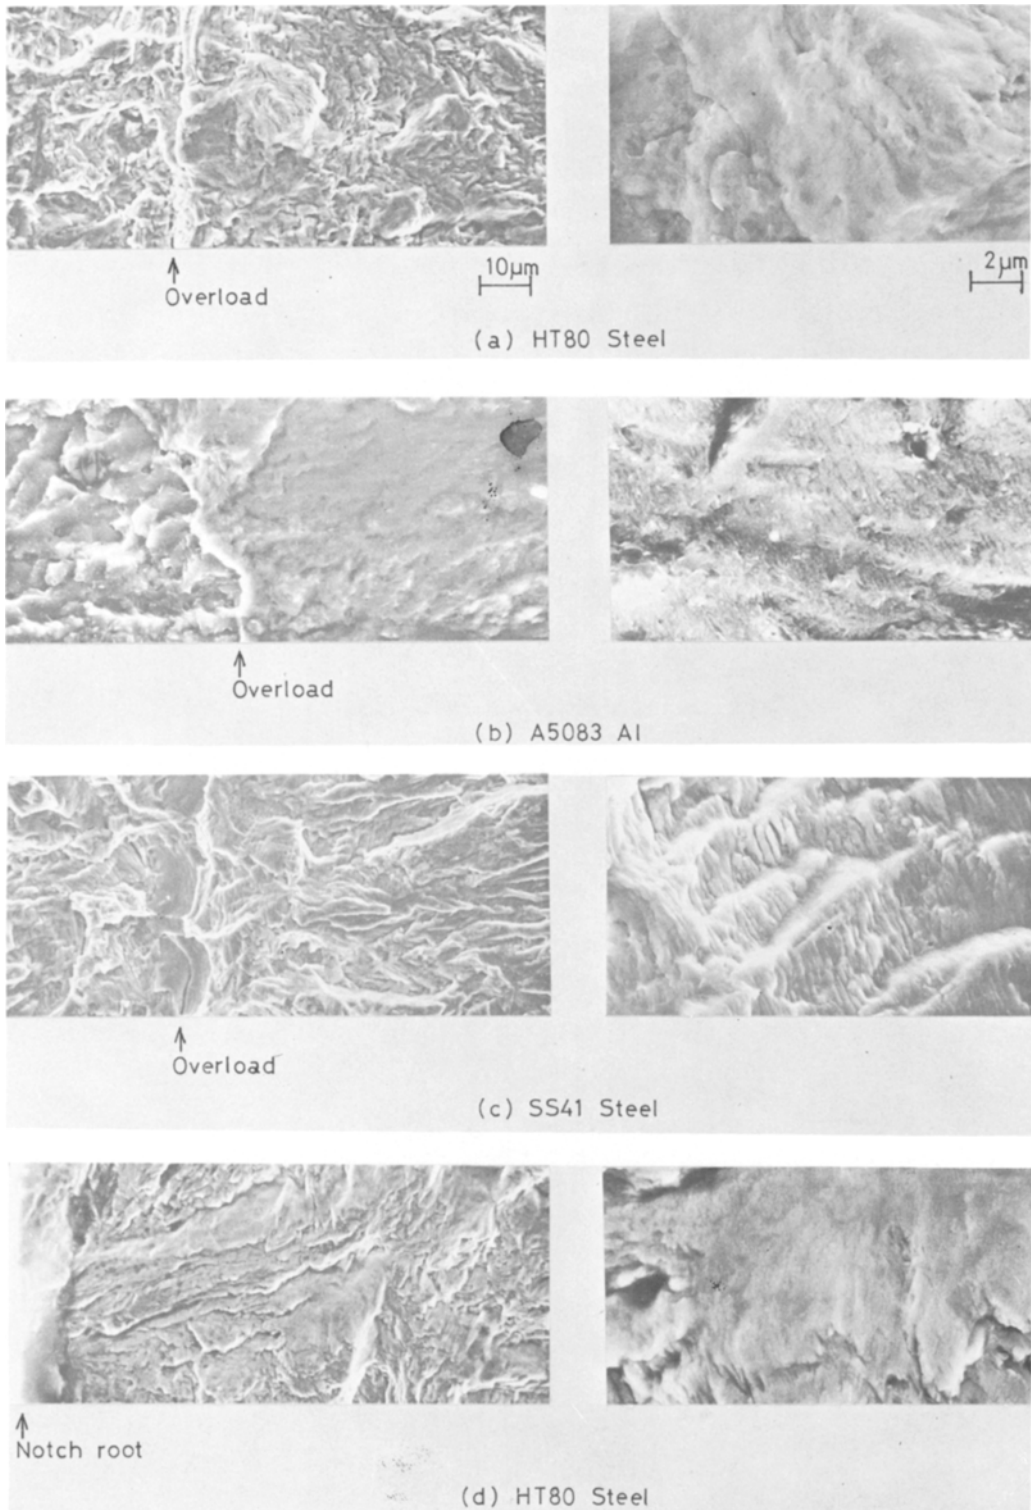 10μm
2μm
Overload
(a) HT80 Steel
Overload
(b) A5083 Al
Overload
(c) SS41 Steel
Notch root
(d) HT80 Steel